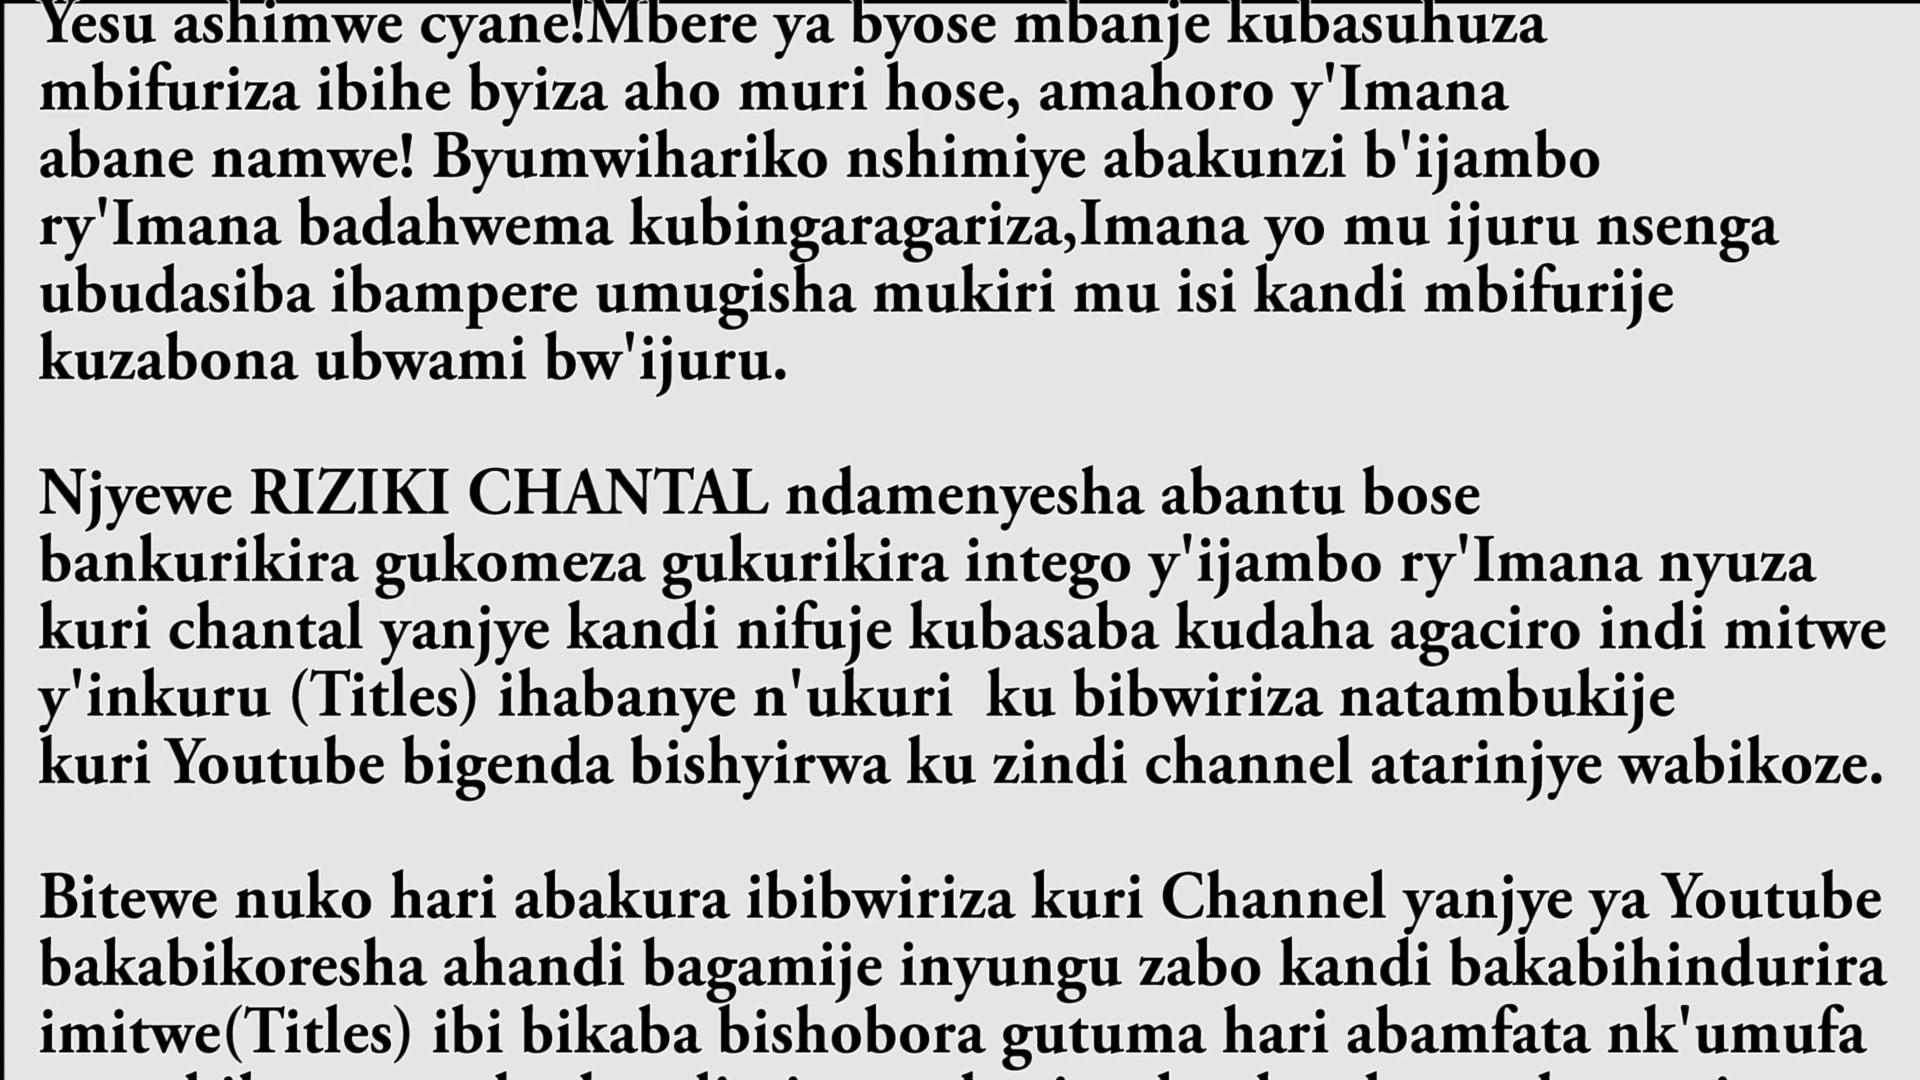 Yesu ashimwe cyane!Mbere ya byose mbanje kubasuhuza
mbifuriza ibihe byiza aho muri hose, amahoro y'Imana
abane namwe! Byumwihariko nshimiye abakunzi b'ijambo
ry'Imana badahwema kubingaragariza,Imana yo mu ijuru nsenga
ubudasiba ibampere umugisha mukiri mu isi kandi mbifurije
kuzabona ubwami bw'ijuru.
Njyewe RIZIKI CHANTAL ndamenyesha abantu bose
bankurikira gukomeza gukurikira intego y'ijambo ry'Imana nyuza
kuri chantal yanjye kandi nifuje kubasaba kudaha agaciro indi mitwe
y'inkuru (Titles) ihabanye n'ukuri ku bibwiriza natambukije
kuri Youtube bigenda bishyirwa ku zindi channel atarinjye wabikoze.
Bitewe nuko hari abakura ibibwiriza kuri Channel yanjye ya Youtube
bakabikoresha ahandi bagamije inyungu zabo kandi bakabihindurira
imitwe(Titles) ibi bikaba bishobora gutuma hari abamfata nk'umufa